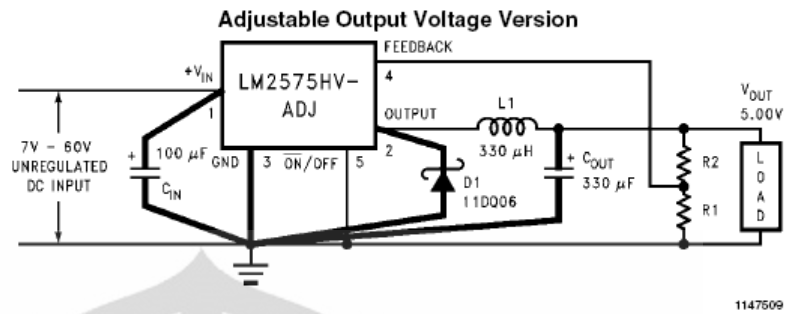 Adjustable Output Voltage Version
FEEDBACK
+VIN
LM2575HV-
ADJ
4
1
OUTPUT
2
L1
330 μH
VOUT
5.00V
7V - 60V
UNREGULATED
DC INPUT
+
100 μF
CIN
GND
3
ON/OFF
5
D1
11DQ06
+
COUT
330 μF
R2
R1
LOAD
1147509